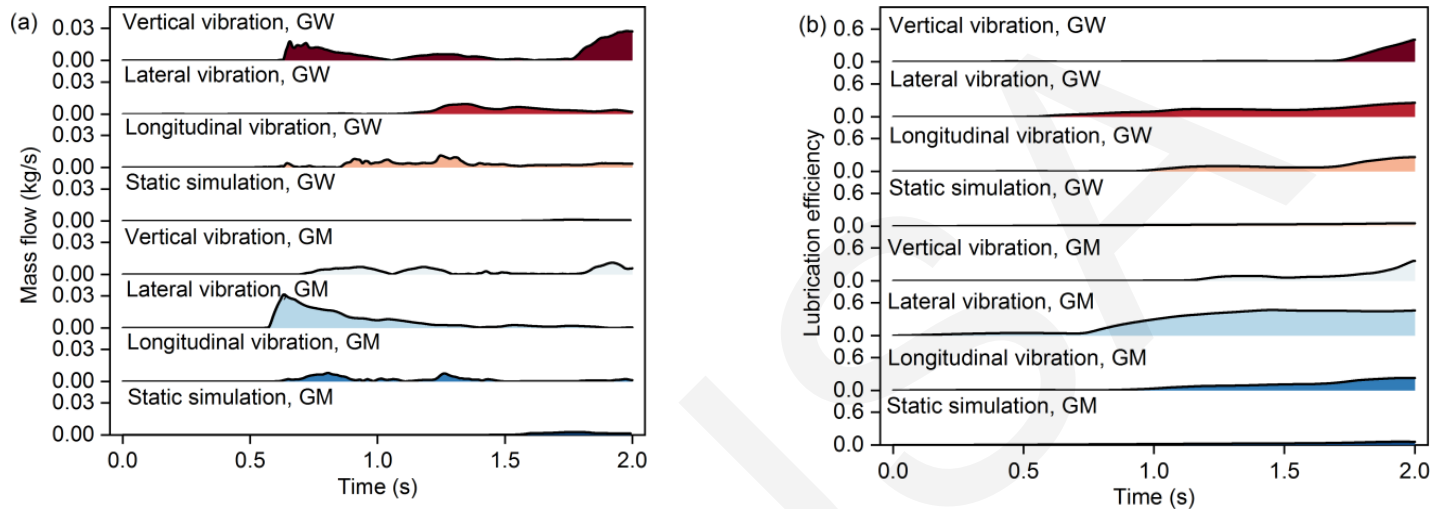 (a)
Mass flow (kg/s)
0.03
Vertical vibration, GW
0.00
Lateral vibration, GW
0.03
0.00
Longitudinal vibration, GW
0.03
0.00
Static simulation, GW
0.03
0.00
Vertical vibration, GM
0.03
0.00
Lateral vibration, GM
0.03
0.00
Longitudinal vibration, GM
0.03
0.00
Static simulation, GM
0.03
0.00
0.0 0.5 1.0 1.5 2.0
Time (s)
(b)
Lubrication efficiency
0.6
Vertical vibration, GW
0.0
Lateral vibration, GW
0.6
0.0
Longitudinal vibration, GW
0.6
0.0
Static simulation, GW
0.6
0.0
Vertical vibration, GM
0.6
0.0
Lateral vibration, GM
0.6
0.0
Longitudinal vibration, GM
0.6
0.0
Static simulation, GM
0.6
0.0
0.0 0.5 1.0 1.5 2.0
Time (s)